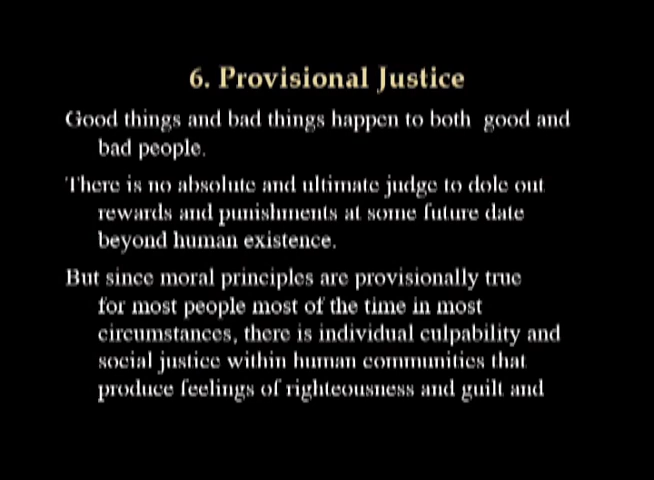 6. Provisional Justice
Good things and bad things happen to both good and
bad people.
There is no absolute and ultimate judge to dole out
rewards and punishments at some future date
beyond human existence.
But since moral principles are provisionally true
for most people most of the time in most
circumstances, there is individual culpability and
social justice within human communities that
produce feelings of righteousness and guilt and